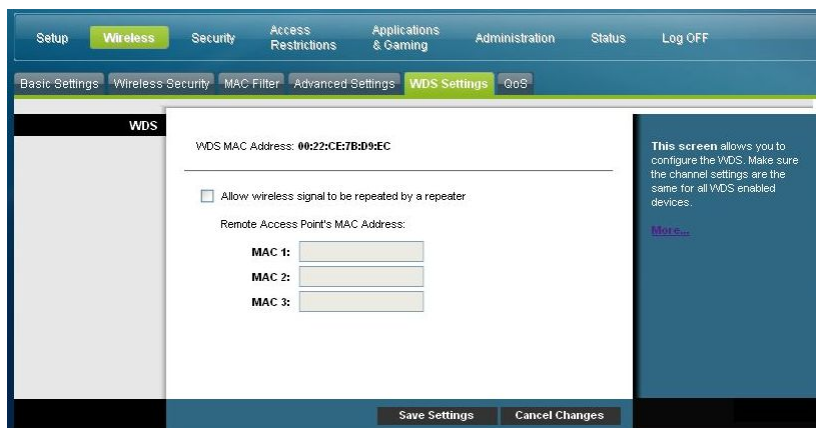 Setup Wireless Security Access Restrictions Applications & Gaming Administration Status Log OFF
Basic Settings Wireless Security MAC Filter Advanced Settings WDS Settings QoS
WDS
WDS MAC Address: 00:22:CE:7B:D9:EC
Allow wireless signal to be repeated by a repeater
Remote Access Point's MAC Address:
MAC 1:
MAC 2:
MAC 3:
This screen allows you to
configure the WDS. Make sure
the channel settings are the
same for all WDS enabled
devices.
More...
Save Settings Cancel Changes